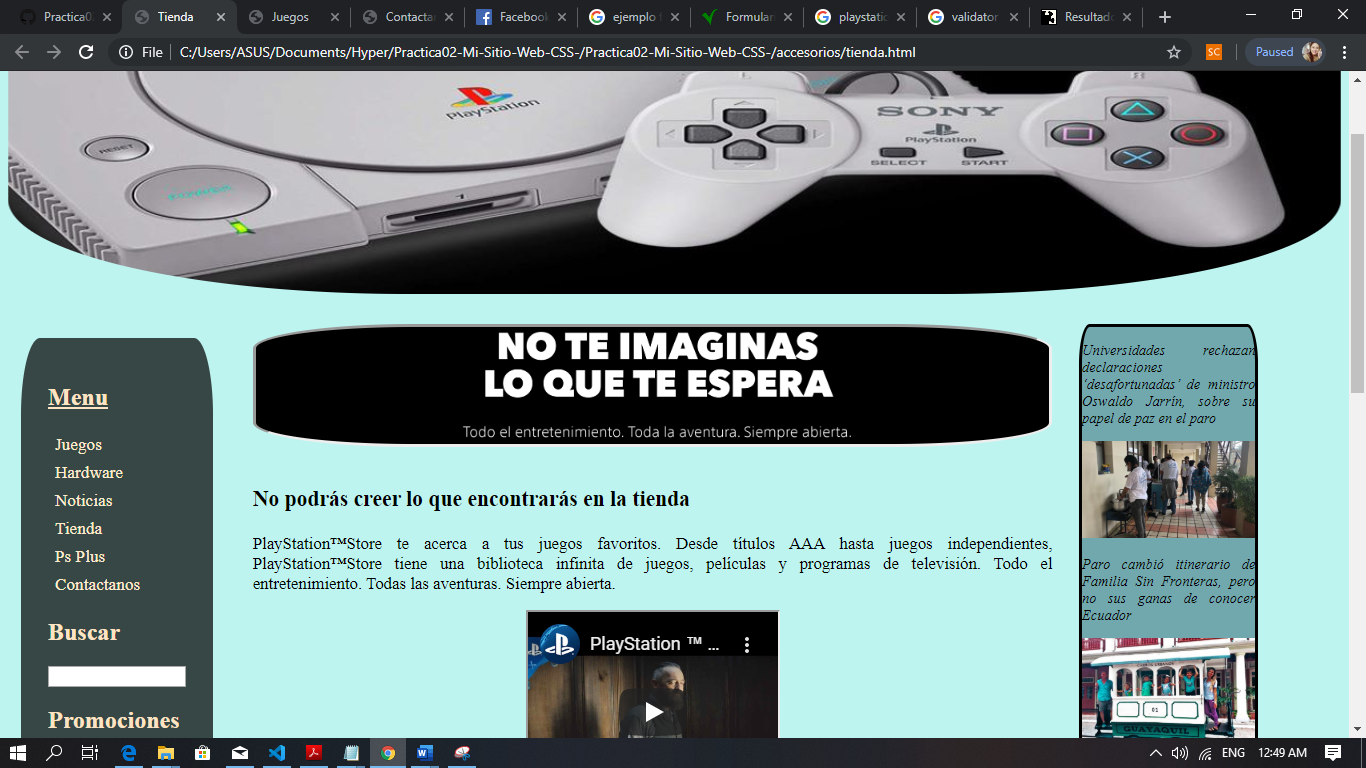 Practica0
Tienda
Juegos
Contacta
Facebook
ejemplo
Formular
playstatio
validator
Resultado
File
C:/Users/ASUS/Documents/Hyper/Practica02-Mi-Sitio-Web-CSS-/Practica02-Mi-Sitio-Web-CSS-/accesorios/tienda.html
SC
Paused
PlayStation
RESET
1
SONY
PlayStation
SELECT
START
Menu
Juegos
Hardware
Noticias
Tienda
Ps Plus
Contactanos
Buscar
Promociones
NO TE IMAGINAS
LO QUE TE ESPERA
Todo el entretenimiento. Toda la aventura. Siempre abierta.
No podrás creer lo que encontrarás en la tienda
PlayStation™Store te acerca a tus juegos favoritos. Desde títulos AAA hasta juegos independientes,
PlayStation™Store tiene una biblioteca infinita de juegos, películas y programas de televisión. Todo el
entretenimiento. Todas las aventuras. Siempre abierta.
PlayStation ™ ...
Universidades rechazan
declaraciones
‘desafortunadas’ de ministro
Oswaldo Jarrín, sobre su
papel de paz en el paro
Paro cambió itinerario de
Familia Sin Fronteras, pero
no sus ganas de conocer
Ecuador
01
GUAYAQUIL
ENG
12:49 AM